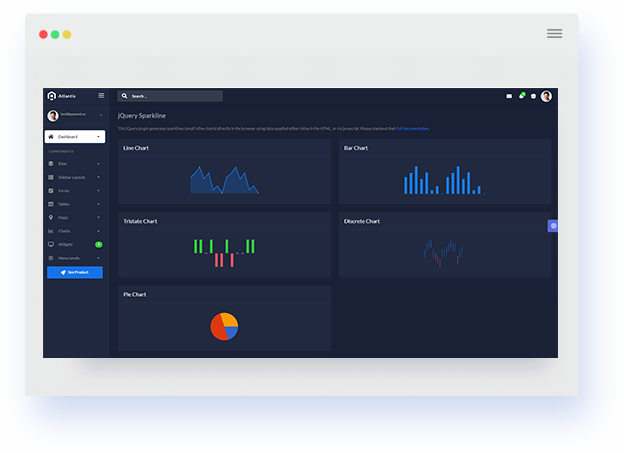 Atlantis
Search ...
jQuery Sparkline
This jQuery plugin generates sparklines (small inline charts) directly in the browser using data supplied either inline in the HTML, or via javascript. Please checkout their full documentation.
Dashboard
COMPONENTS
Base
Sidebar Layouts
Forms
Tables
Maps
Charts
Widgets
Menu Levels
See Product
Line Chart
Bar Chart
Tristate Chart
Discrete Chart
Pie Chart